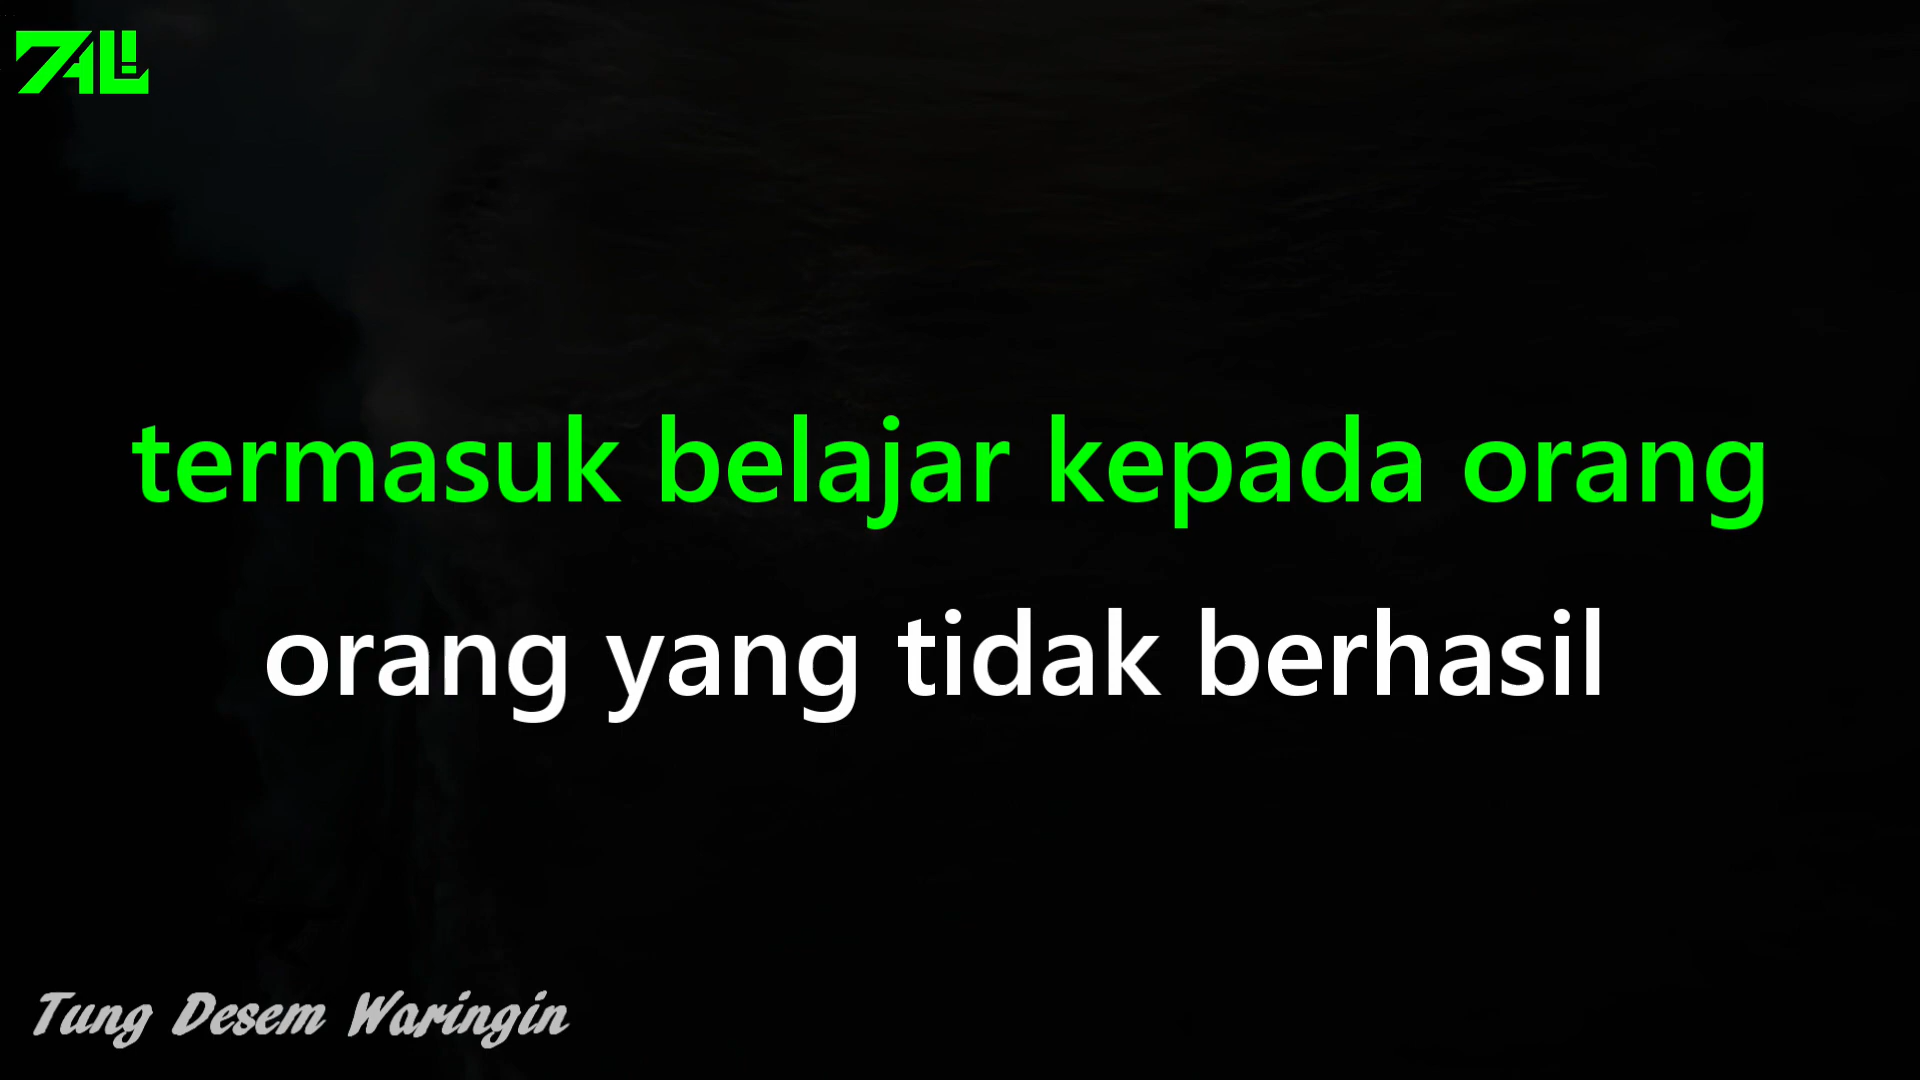 termasuk belajar kepada orang
orang yang tidak berhasil
Tung Desem Waringin